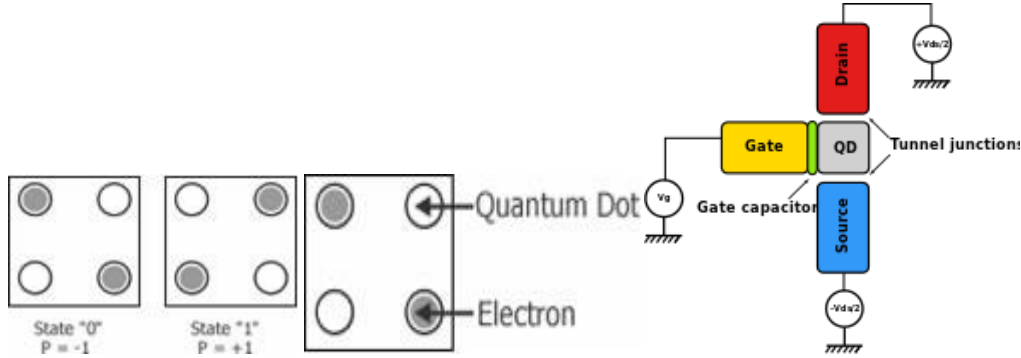 State "0"
P = -1
State "1"
P = +1
Quantum Dot
Electron
Drain
+Vds/2
Gate
QD
Tunnel junctions
Vg
Gate capacitor
Source
-Vds/2